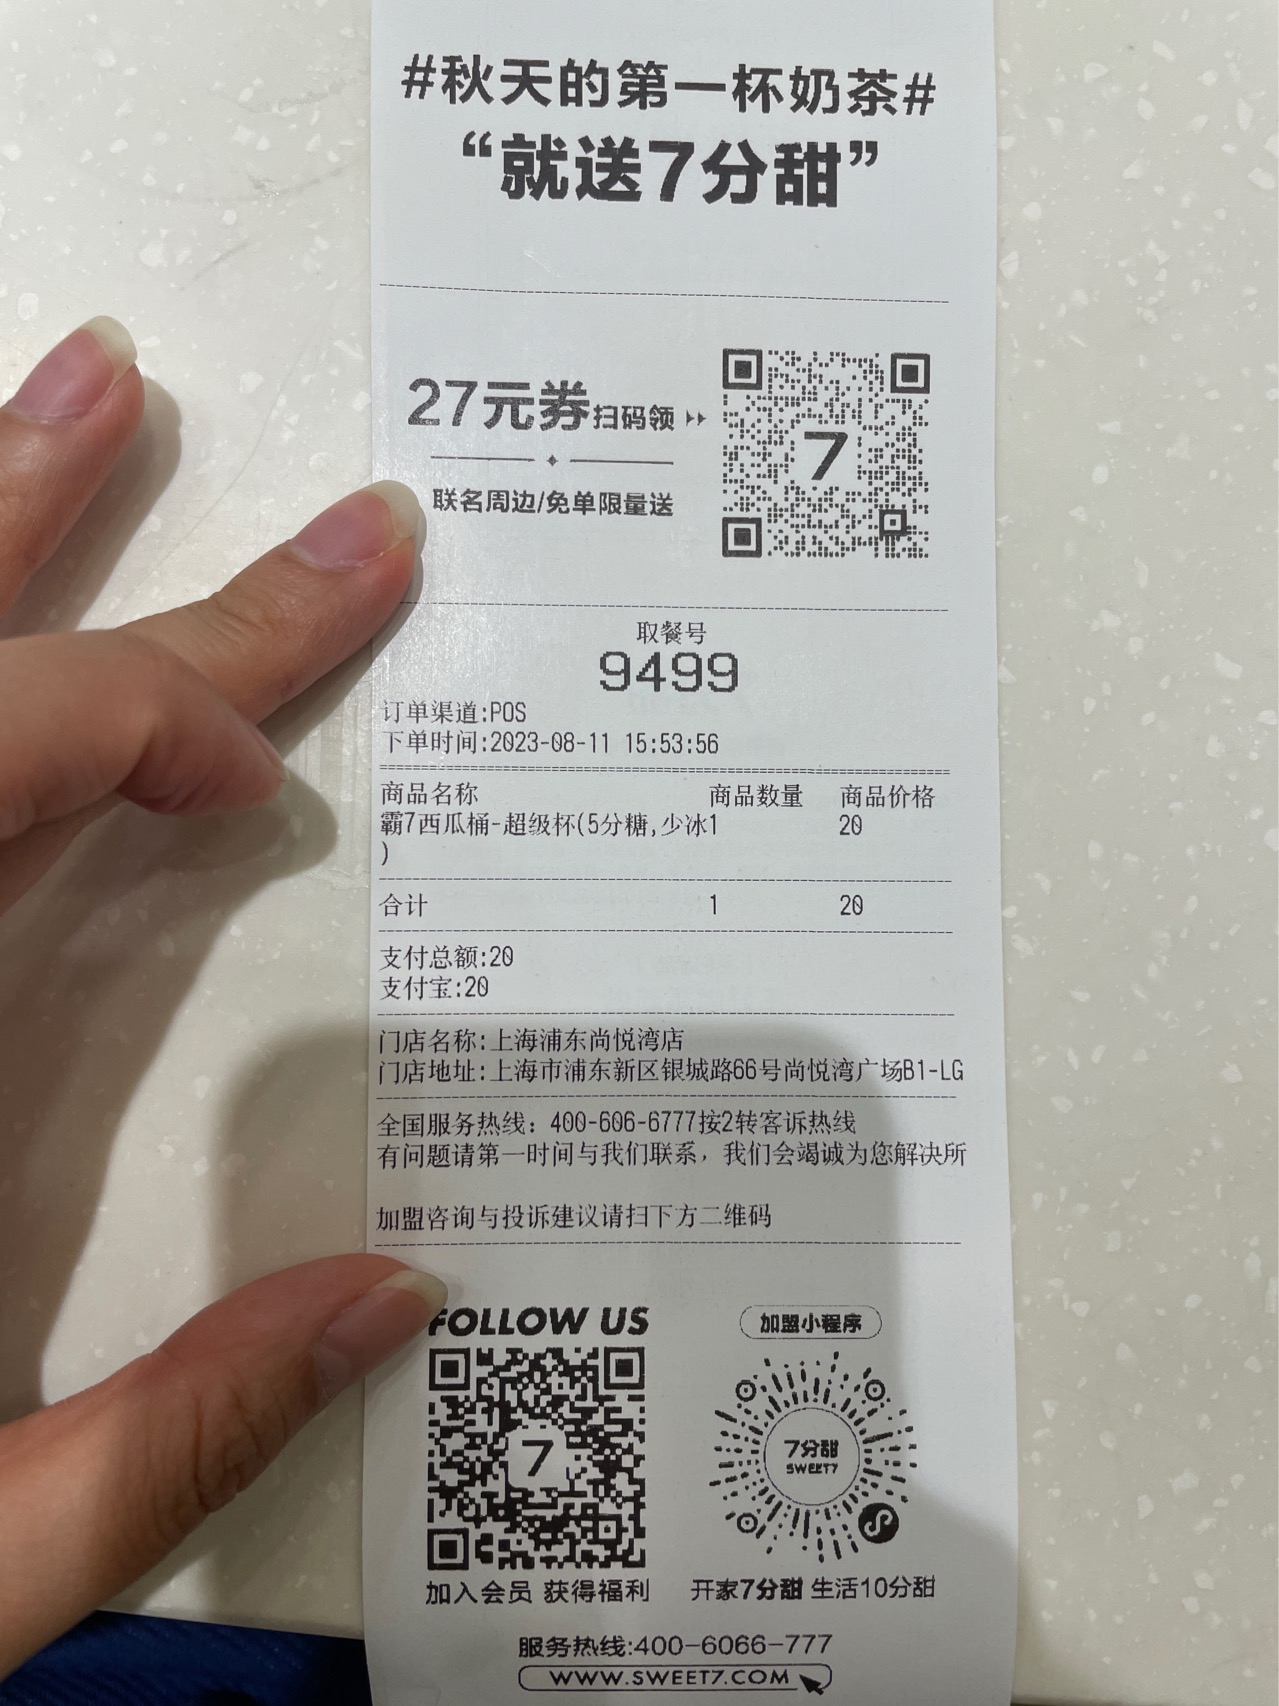 #秋天的第一杯奶茶#
“就送7分甜”
27元券扫码领
联名周边/免单限量送
7
取餐号
9499
订单渠道:POS
下单时间:2023-08-11 15:53:56
商品名称 商品数量 商品价格
霸7西瓜桶-超级杯(5分糖,少冰1 20
)
合计 1 20
支付总额:20
支付宝:20
门店名称:上海浦东尚悦湾店
门店地址:上海市浦东新区银城路66号尚悦湾广场B1-LG
全国服务热线：400-606-6777按2转客诉热线
有问题请第一时间与我们联系，我们会竭诚为您解决所
加盟咨询与投诉建议请扫下方二维码
FOLLOW US
加盟小程序
7
7分甜
SWEET7
加入会员 获得福利
开家7分甜 生活10分甜
服务热线:400-6066-777
WWW.SWEET7.COM